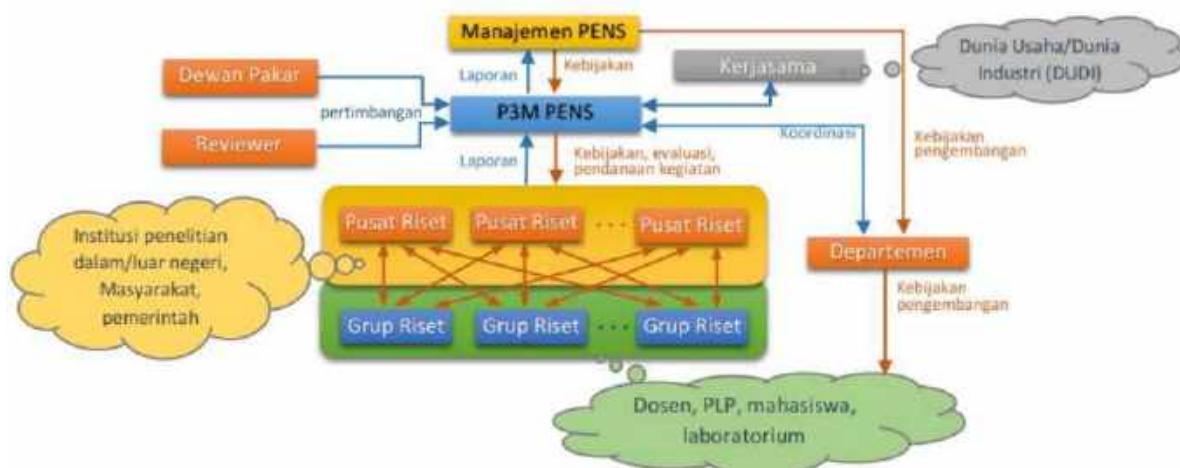 Manajemen PENS
Dunia Usaha/Dunia
Industri (DUDI)
Dewan Pakar
Laporan
Kebijakan
Kerjasama
pertimbangan
P3M PENS
Reviewer
Koordinasi
Kebijakan
pengembangan
Laporan
Kebijakan, evaluasi,
pendanaan kegiatan
Institusi penelitian
dalam/luar negeri,
Masyarakat,
pemerintah
Pusat Riset
Pusat Riset
...
Pusat Riset
Departemen
Kebijakan
pengembangan
Grup Riset
Grup Riset
...
Grup Riset
Dosen, PLP, mahasiswa,
laboratorium